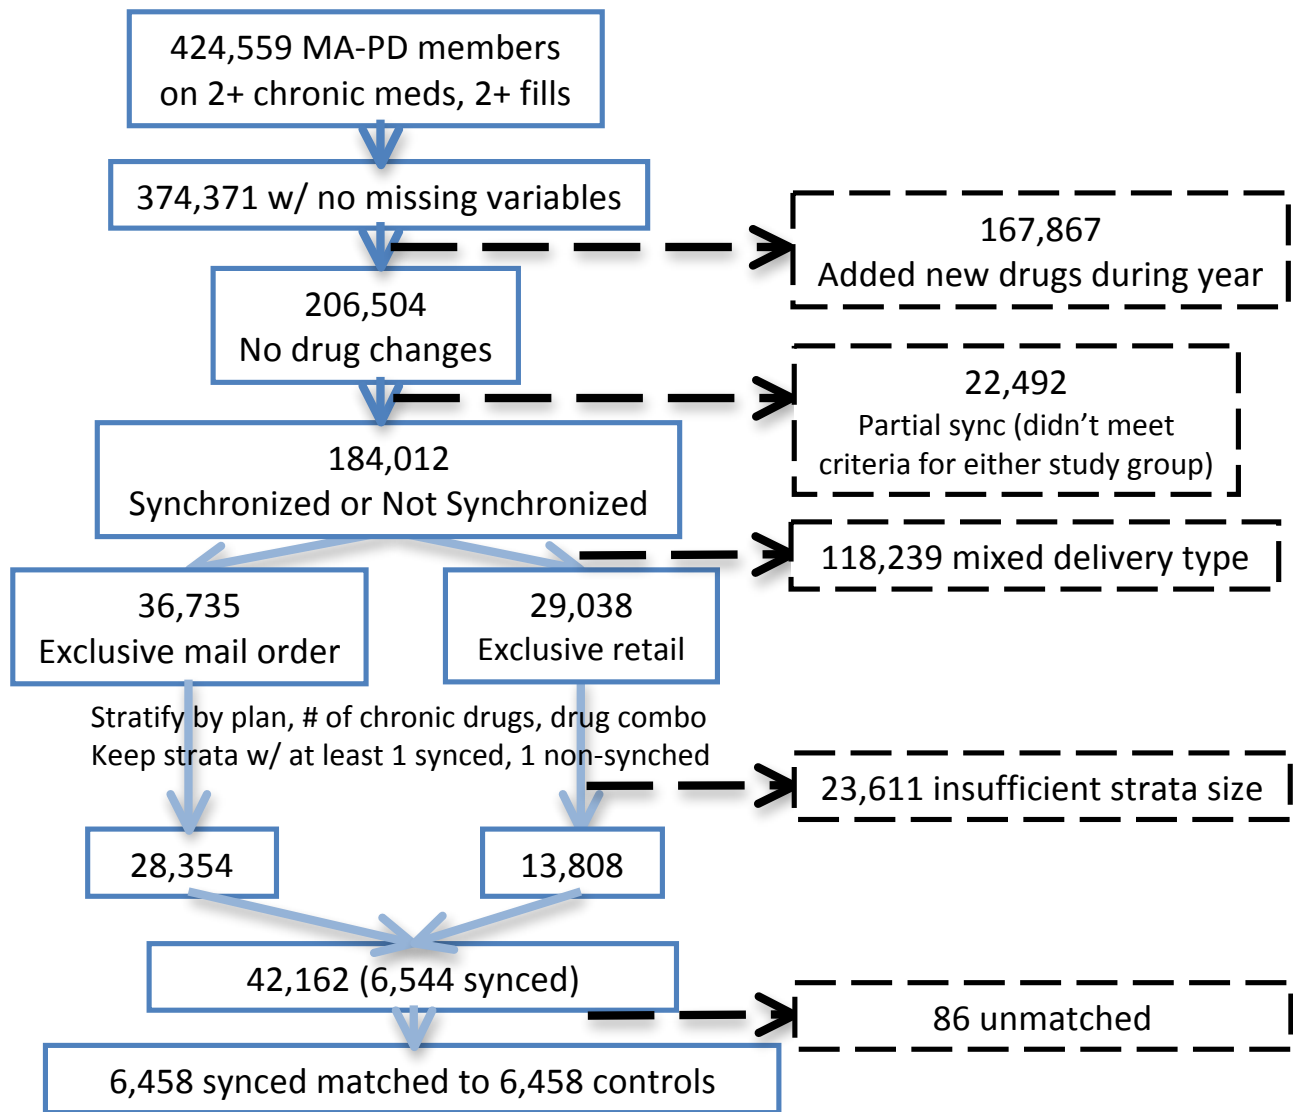 424,559 MA-PD members
on 2+ chronic meds, 2+ fills
374,371 w/ no missing variables
167,867
Added new drugs during year
206,504
No drug changes
22,492
Partial sync (didn't meet
criteria for either study group)
184,012
Synchronized or Not Synchronized
118,239 mixed delivery type
36,735
Exclusive mail order
29,038
Exclusive retail
Stratify by plan, # of chronic drugs, drug combo
Keep strata w/ at least 1 synced, 1 non-synched
23,611 insufficient strata size
28,354
13,808
42,162 (6,544 synced)
86 unmatched
6,458 synced matched to 6,458 controls